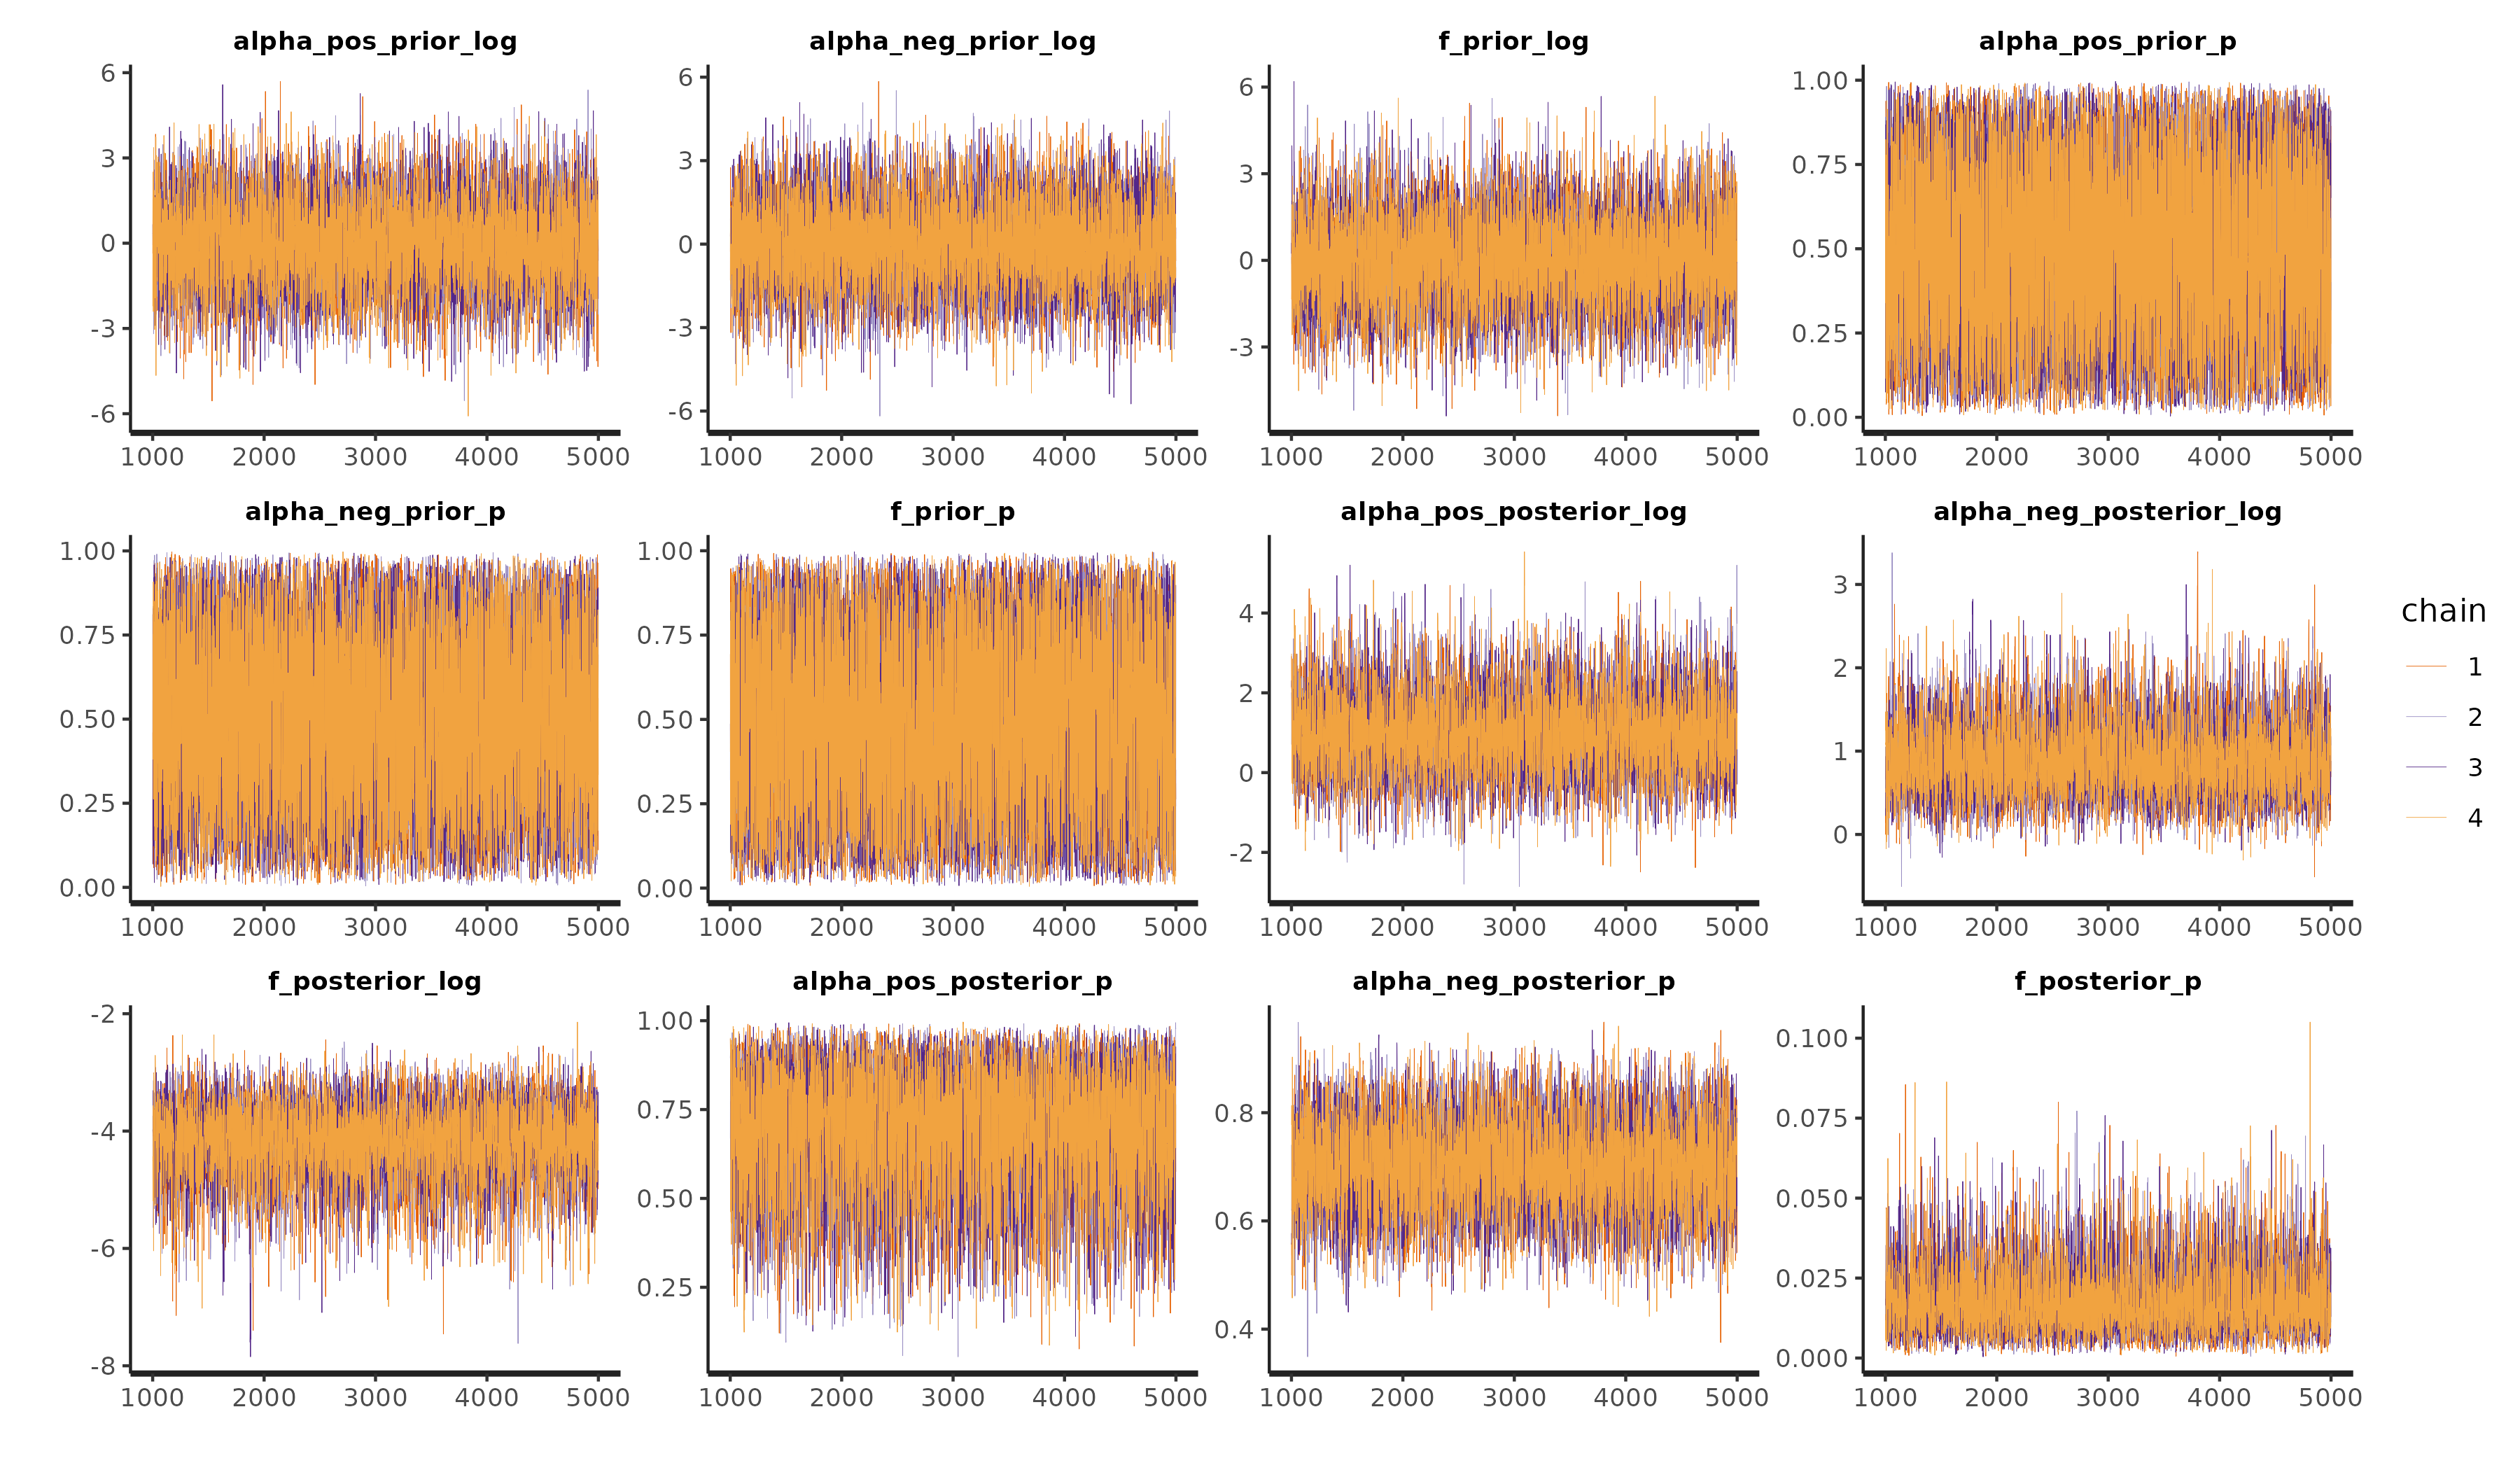 alpha_pos_prior_log alpha_neg_prior_log f_prior_log alpha_pos_prior_p
6 6 6 1.00
3 3 3 0.75
0 0 0 0.50
-3 -3 -3 0.25
-6 -6 0.00
1000 2000 3000 4000 5000 1000 2000 3000 4000 5000 1000 2000 3000 4000 5000 1000 2000 3000 4000 5000
alpha_neg_prior_p f_prior_p alpha_pos_posterior_log alpha_neg_posterior_log
1.00 1.00 4 3
0.75 0.75 2 2
0.50 0.50 0 1
0.25 0.25 -2 0
0.00 0.00
1000 2000 3000 4000 5000 1000 2000 3000 4000 5000 1000 2000 3000 4000 5000 1000 2000 3000 4000 5000
chain
1
2
3
4
f_posterior_log alpha_pos_posterior_p alpha_neg_posterior_p f_posterior_p
-2 1.00 0.8 0.100
-4 0.75 0.6 0.075
-6 0.50 0.4 0.050
-8 0.25 0.025
0.000
1000 2000 3000 4000 5000 1000 2000 3000 4000 5000 1000 2000 3000 4000 5000 1000 2000 3000 4000 5000